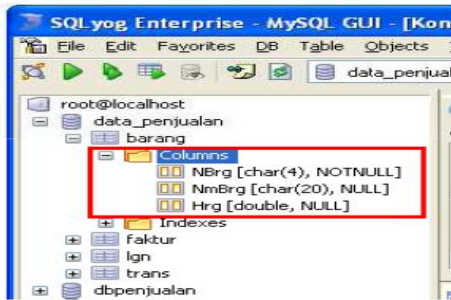 SQLyog Enterprise - MySQL GUI - [Kon
File Edit Favorites DB Table Objects
data_penjual
root@localhost
data_penjualan
barang
Columns
NBrg [char(4), NOTNULL]
NmBrg [char(20), NULL]
Hrg [double, NULL]
Indexes
faktur
lgn
trans
dbpenjualan